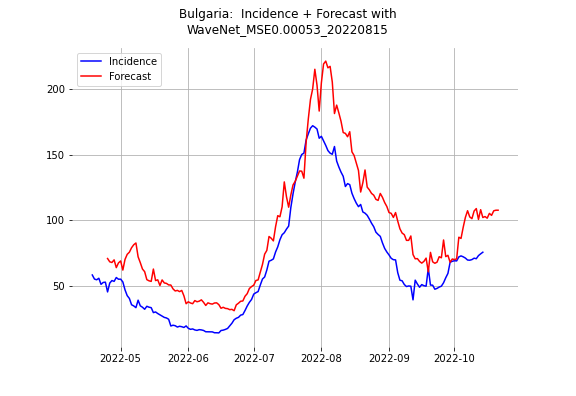 Bulgaria:  Incidence + Forecast with
WaveNet_MSE0.00053_20220815
Incidence
Forecast
200
150
100
50
2022-05 2022-06 2022-07 2022-08 2022-09 2022-10